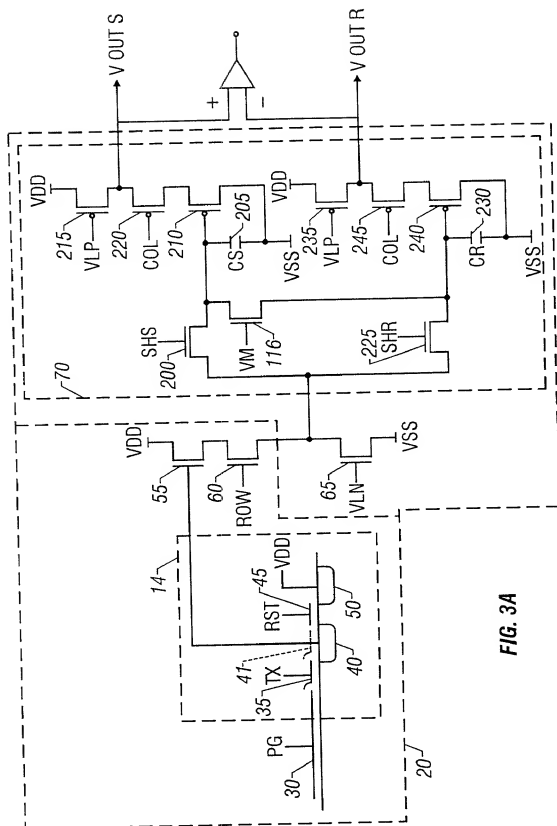 V OUT S
V OUT R
+
−
VDD
215
VLP
220
COL
210
CS
205
VSS
VDD
235
VLP
245
COL
240
CR
230
VSS
SHS
200
VM
116
225
SHR
70
VDD
55
60
ROW
65
VLN
VSS
14
VDD
45
RST
50
41
40
TX
35
PG
30
20
FIG. 3A